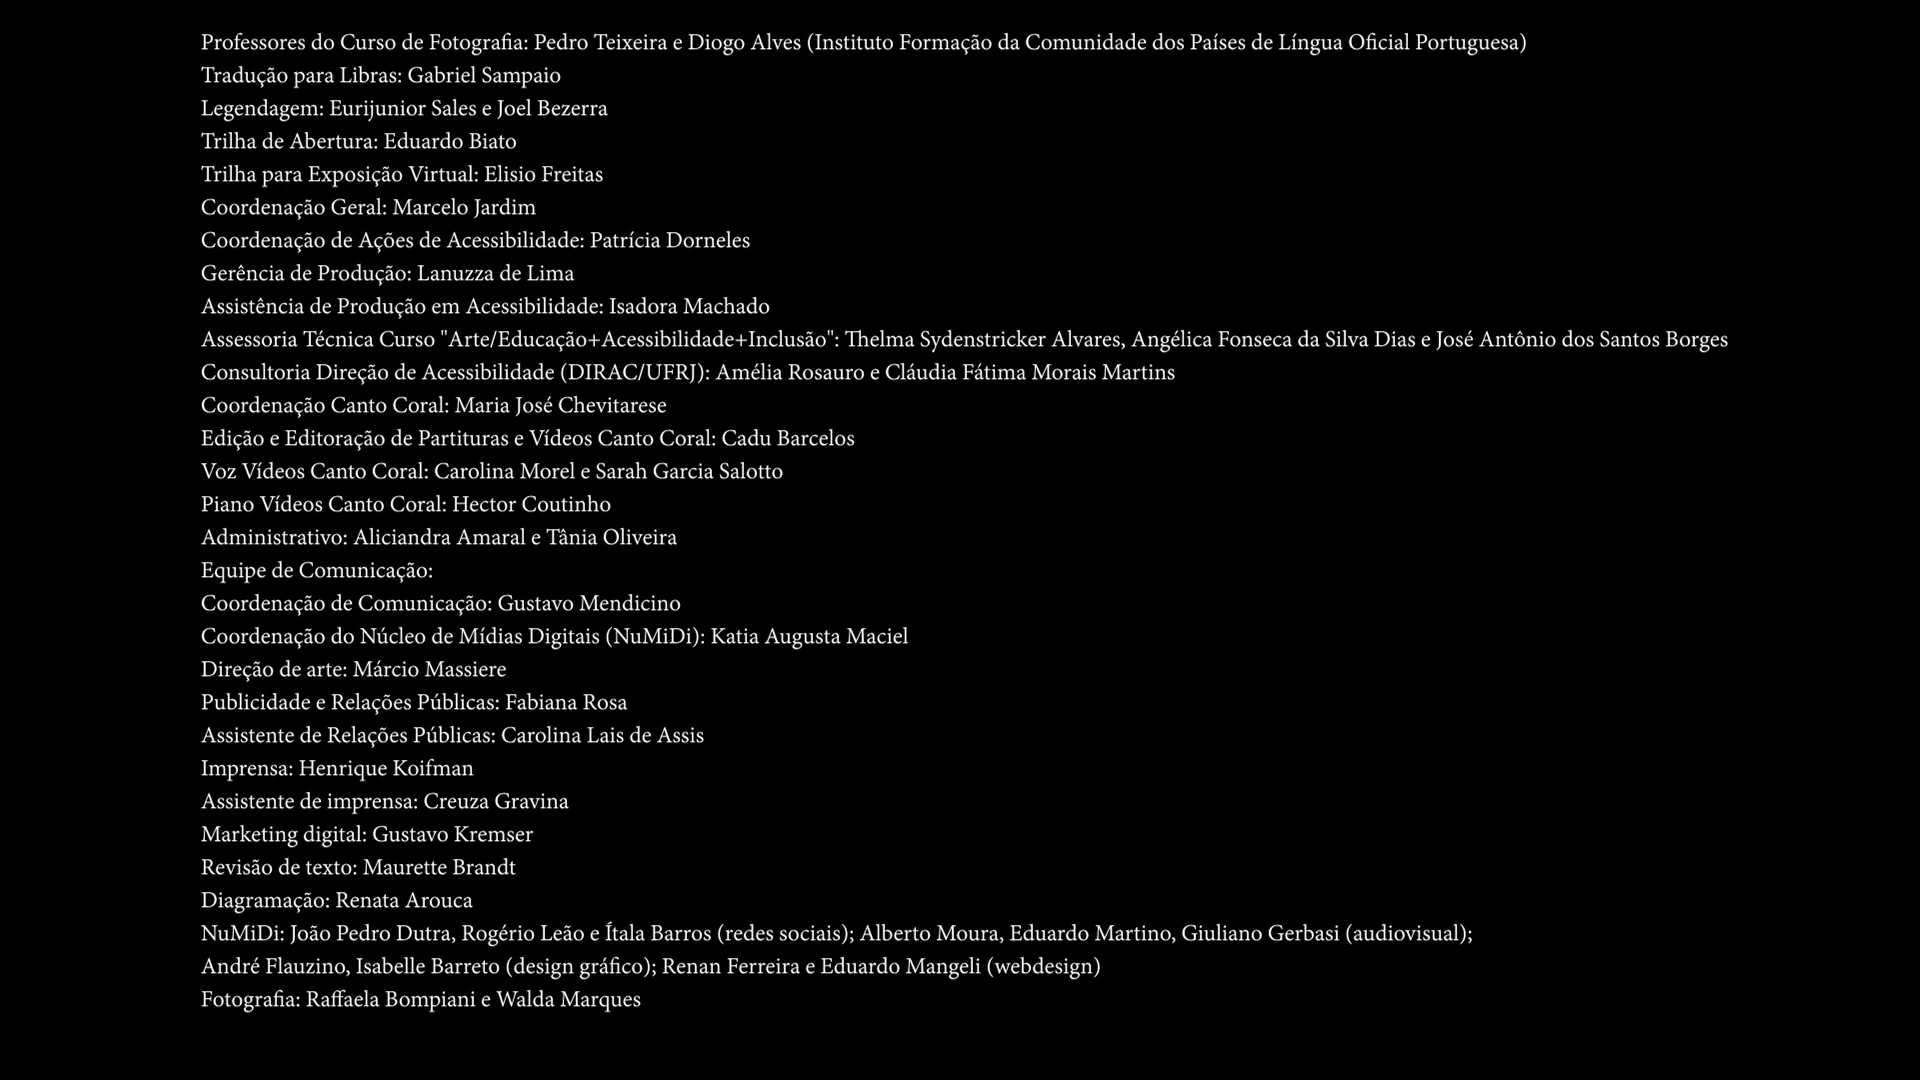 Professores do Curso de Fotografia: Pedro Teixeira e Diogo Alves (Instituto Formação da Comunidade dos Países de Língua Oficial Portuguesa)
Tradução para Libras: Gabriel Sampaio
Legendagem: Eurijunior Sales e Joel Bezerra
Trilha de Abertura: Eduardo Biato
Trilha para Exposição Virtual: Elisio Freitas
Coordenação Geral: Marcelo Jardim
Coordenação de Ações de Acessibilidade: Patrícia Dorneles
Gerência de Produção: Lanuzza de Lima
Assistência de Produção em Acessibilidade: Isadora Machado
Assessoria Técnica Curso "Arte/Educação+Acessibilidade+Inclusão": Thelma Sydenstricker Alvares, Angélica Fonseca da Silva Dias e José Antônio dos Santos Borges
Consultoria Direção de Acessibilidade (DIRAC/UFRJ): Amélia Rosauro e Cláudia Fátima Morais Martins
Coordenação Canto Coral: Maria José Chevitarese
Edição e Editoração de Partituras e Vídeos Canto Coral: Cadu Barcelos
Voz Vídeos Canto Coral: Carolina Morel e Sarah Garcia Salotto
Piano Vídeos Canto Coral: Hector Coutinho
Administrativo: Aliciandra Amaral e Tânia Oliveira
Equipe de Comunicação:
Coordenação de Comunicação: Gustavo Mendicino
Coordenação do Núcleo de Mídias Digitais (NuMiDi): Katia Augusta Maciel
Direção de arte: Márcio Massiere
Publicidade e Relações Públicas: Fabiana Rosa
Assistente de Relações Públicas: Carolina Lais de Assis
Imprensa: Henrique Koifman
Assistente de imprensa: Creuza Gravina
Marketing digital: Gustavo Kremser
Revisão de texto: Maurette Brandt
Diagramação: Renata Arouca
NuMiDi: João Pedro Dutra, Rogério Leão e Ítala Barros (redes sociais); Alberto Moura, Eduardo Martino, Giuliano Gerbasi (audiovisual);
André Flauzino, Isabelle Barreto (design gráfico); Renan Ferreira e Eduardo Mangeli (webdesign)
Fotografia: Raffaela Bompiani e Walda Marques